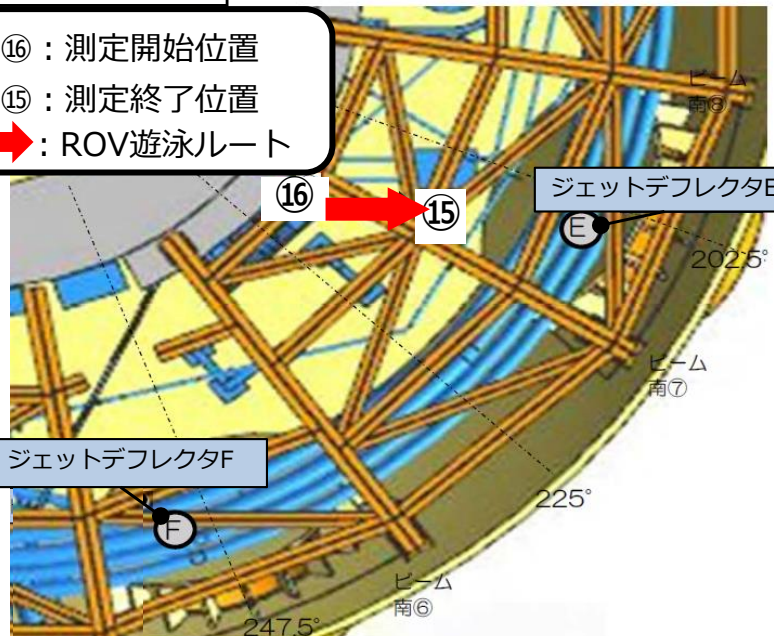 ⑯：測定開始位置
⑮：測定終了位置
：ROV遊泳ルート
ビーム
南⑧
⑯
⑮
ジェットデフレクタE
E
202.5°
ビーム
南⑦
ジェットデフレクタF
F
225°
ビーム
南⑥
247.5°